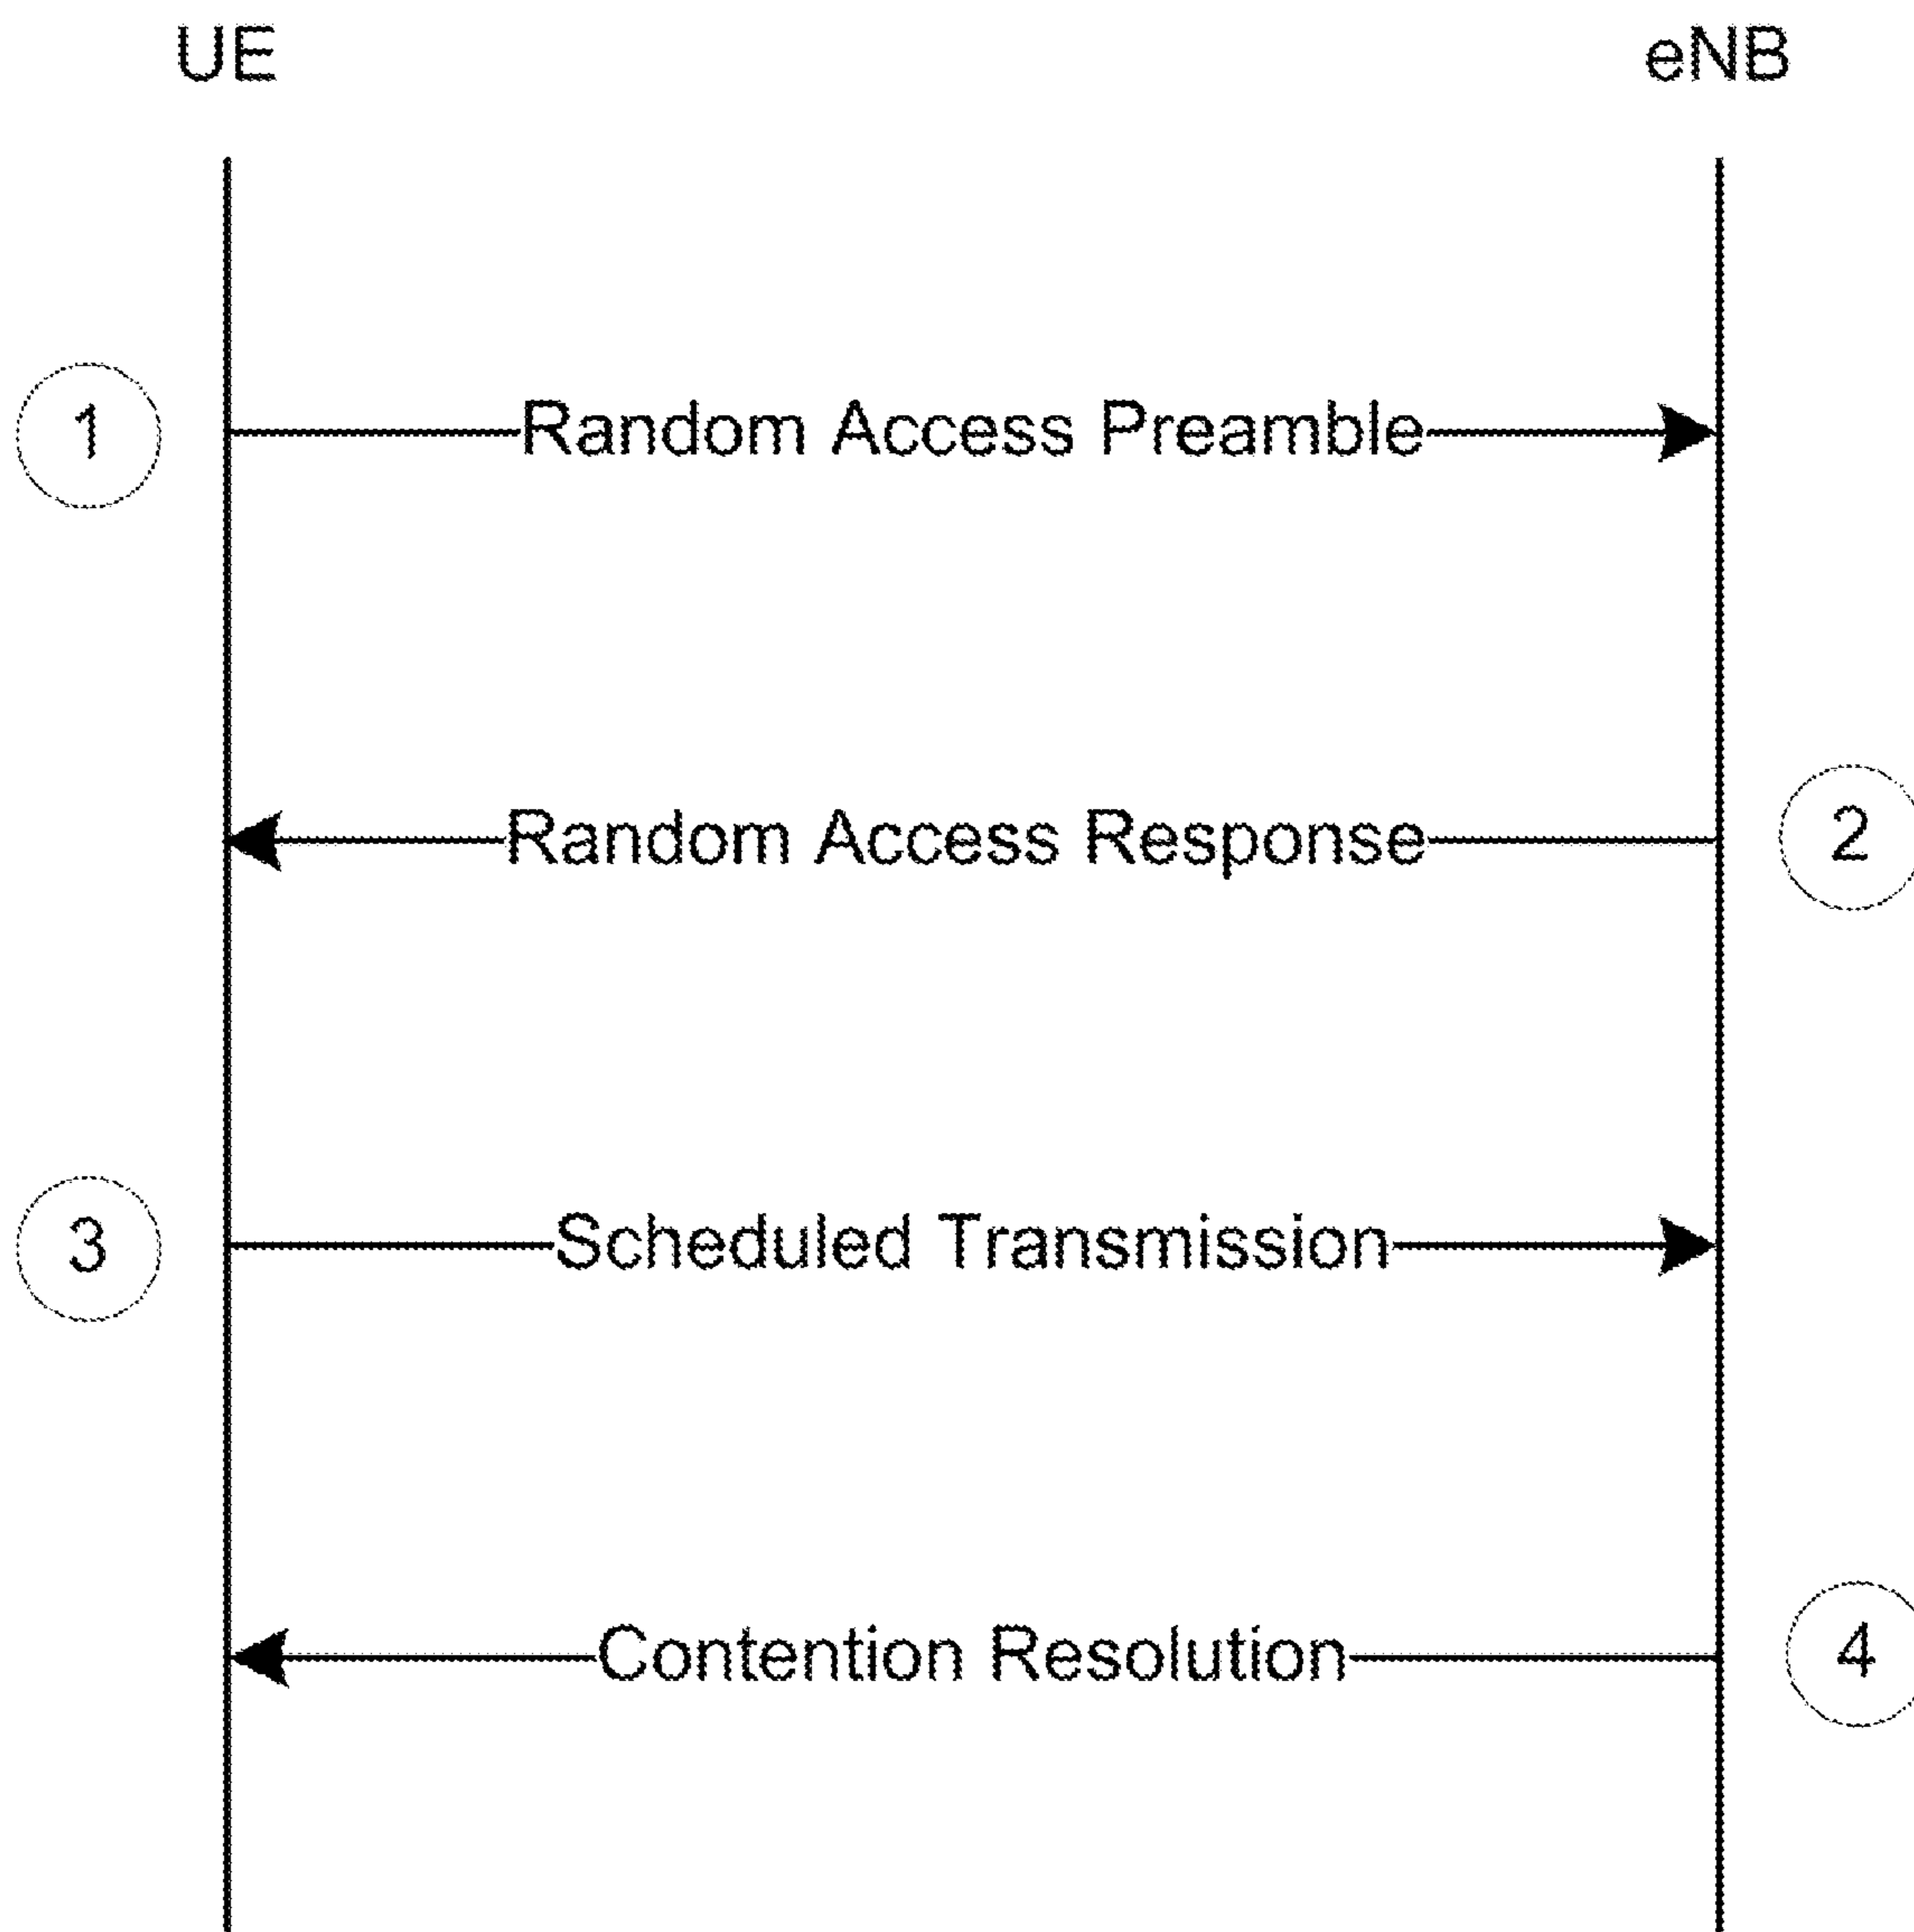 UE
eNB
1
Random Access Preamble
Random Access Response
2
3
Scheduled Transmission
Contention Resolution
4